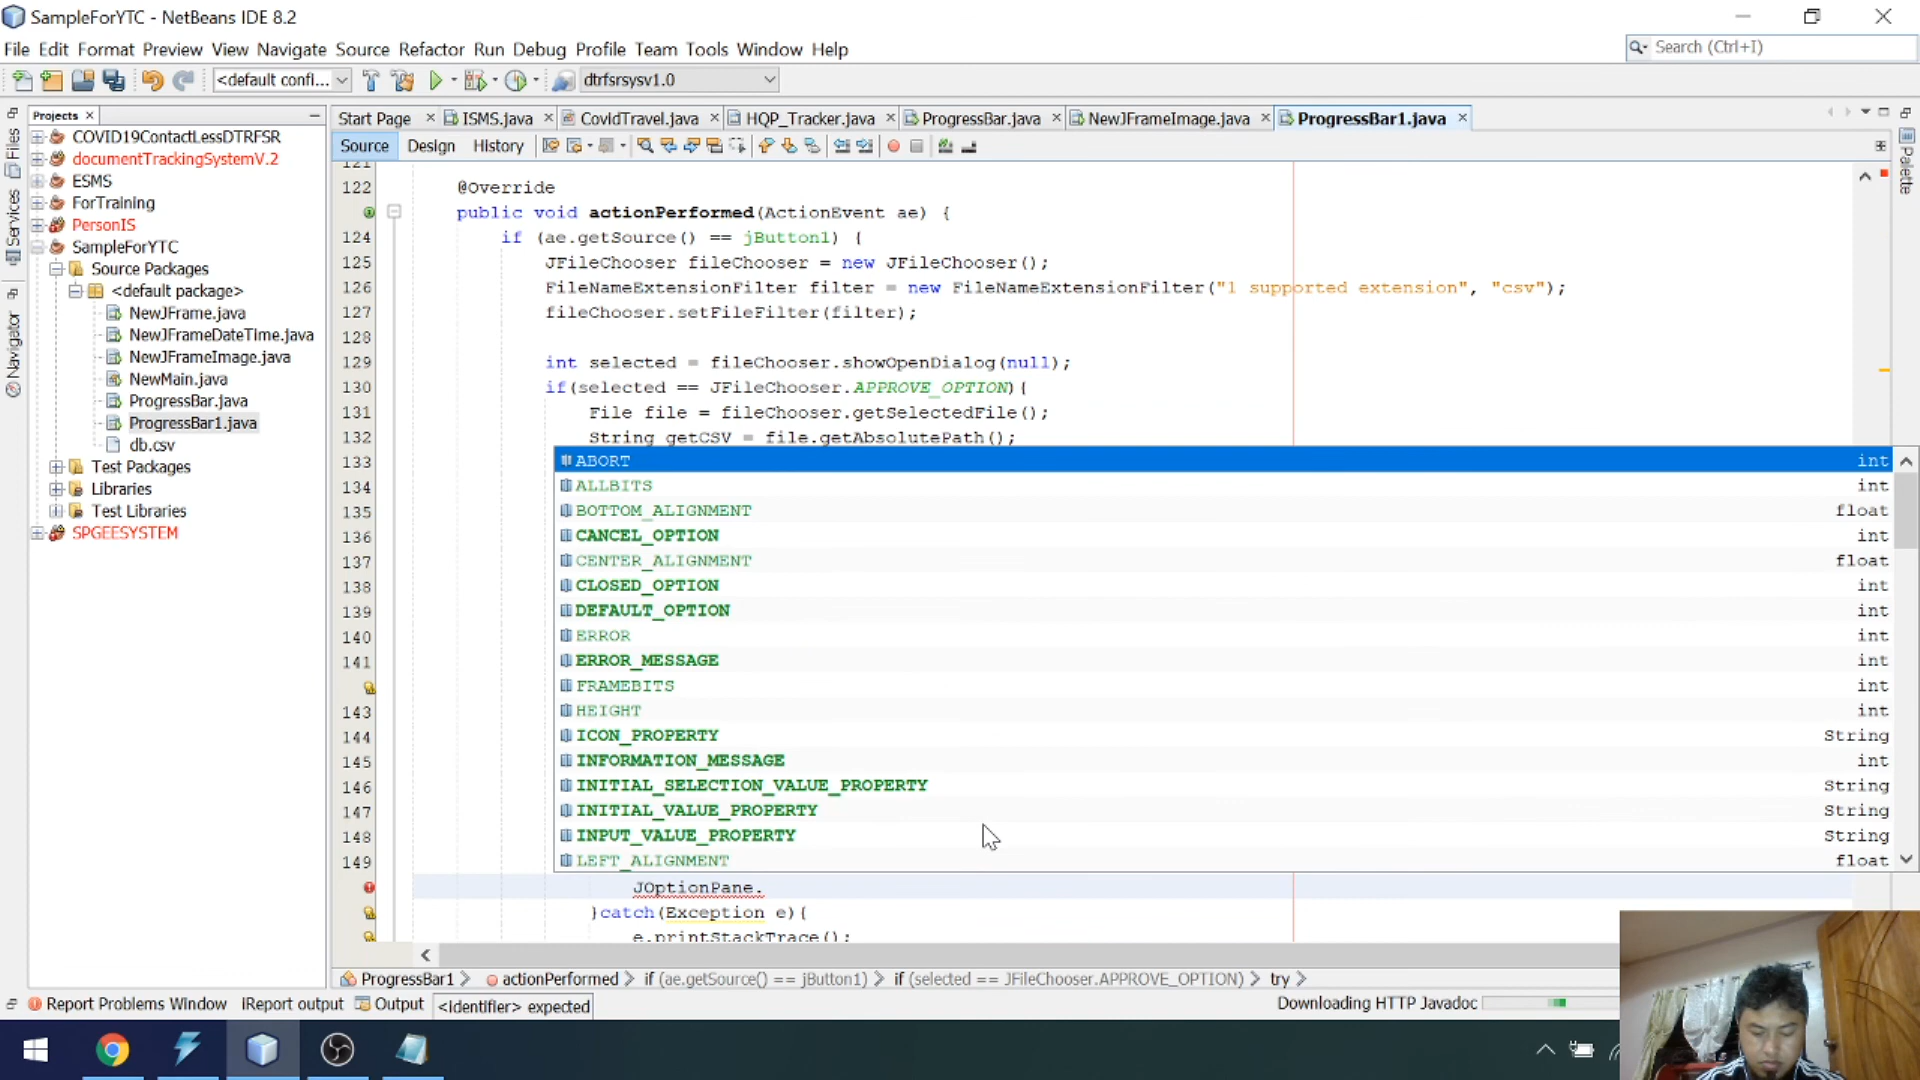 SampleForYTC - NetBeans IDE 8.2
File Edit Format Preview View Navigate Source Refactor Run Debug Profile Team Tools Window Help
Search (Ctrl+I)
<default confi...
dtrfsrsysv1.0
Projects
Start Page
ISMS.java
CovidTravel.java
HQP_Tracker.java
ProgressBar.java
NewJFrameImage.java
ProgressBar1.java
Source Design History
Files
Services
Navigator
Palette
COVID19ContactLessDTRFSR
documentTrackingSystemV.2
ESMS
ForTraining
PersonIS
SampleForYTC
Source Packages
<default package>
NewJFrame.java
NewJFrameDateTime.java
NewJFrameImage.java
NewMain.java
ProgressBar.java
ProgressBar1.java
db.csv
Test Packages
Libraries
Test Libraries
SPGEESYSTEM
121
122 @Override
public void actionPerformed(ActionEvent ae) {
124 if (ae.getSource() == jButton1) {
125 JFileChooser fileChooser = new JFileChooser();
126 FileNameExtensionFilter filter = new FileNameExtensionFilter("1 supported extension", "csv");
127 fileChooser.setFileFilter(filter);
128
129 int selected = fileChooser.showOpenDialog(null);
130 if(selected == JFileChooser.APPROVE_OPTION){
131 File file = fileChooser.getSelectedFile();
132 String getCSV = file.getAbsolutePath();
133 ABORT int
134 ALLBITS int
135 BOTTOM_ALIGNMENT float
136 CANCEL_OPTION int
137 CENTER_ALIGNMENT float
138 CLOSED_OPTION int
139 DEFAULT_OPTION int
140 ERROR int
141 ERROR_MESSAGE int
FRAMEBITS int
143 HEIGHT int
144 ICON_PROPERTY String
145 INFORMATION_MESSAGE int
146 INITIAL_SELECTION_VALUE_PROPERTY String
147 INITIAL_VALUE_PROPERTY String
148 INPUT_VALUE_PROPERTY String
149 LEFT_ALIGNMENT float
JOptionPane.
}catch(Exception e){
e.printStackTrace();
ProgressBar1 actionPerformed if (ae.getSource() == jButton1) if (selected == JFileChooser.APPROVE_OPTION) try
Report Problems Window iReport output Output <identifier> expected
Downloading HTTP Javadoc